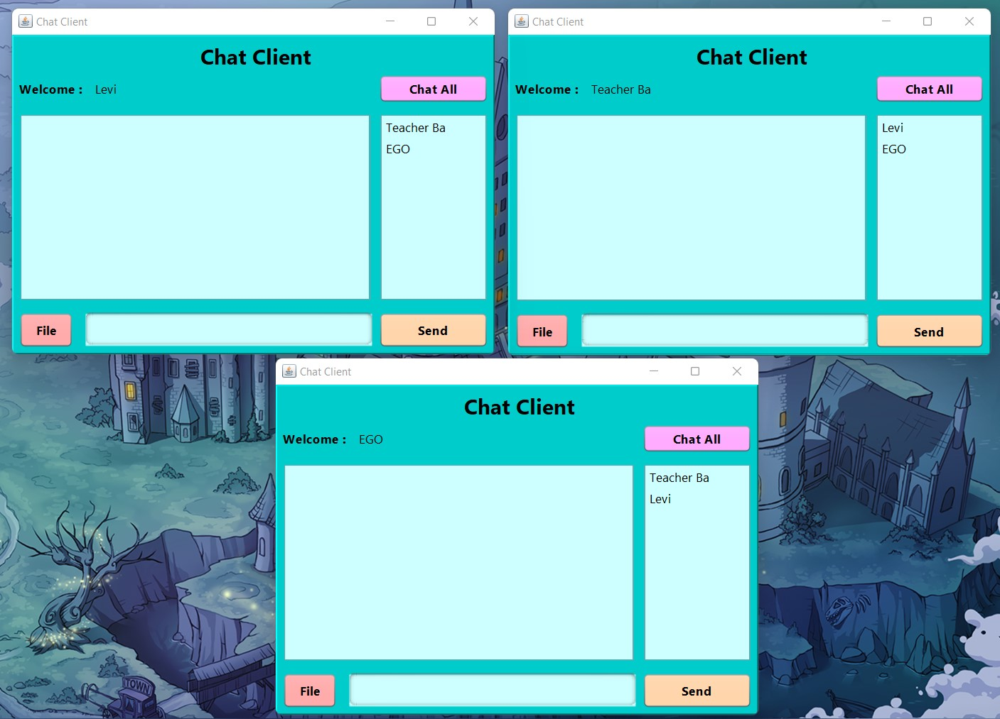 Chat Client
Chat Client
Welcome : Levi
Chat All
Teacher Ba
EGO
File
Send
Chat Client
Chat Client
Welcome : Teacher Ba
Chat All
Levi
EGO
File
Send
Chat Client
Chat Client
Welcome : EGO
Chat All
Teacher Ba
Levi
File
Send
TOWN